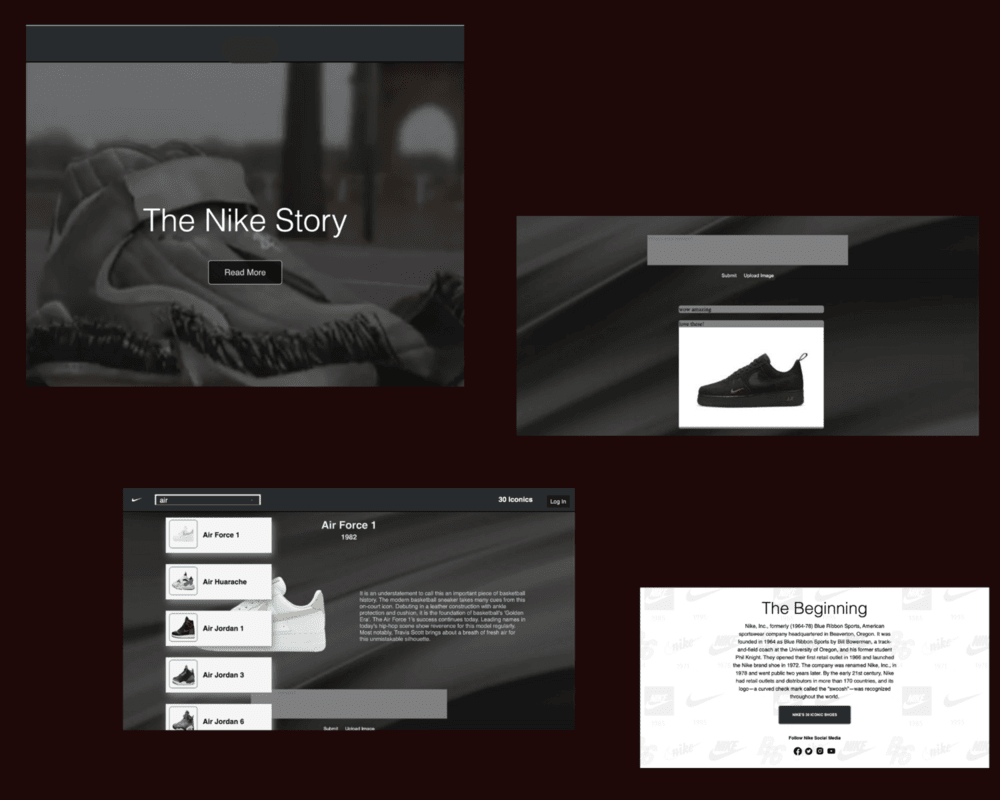 The Nike Story
Read More
Submit Upload Image
wow amazing
love these!
air
30 Iconics
Log In
Air Force 1
Air Huarache
Air Jordan 1
Air Jordan 3
Air Jordan 6
Air Force 1
1982
It is an understatement to call this an important piece of basketball
history. The modern basketball sneaker takes many cues from this
on-court icon. Debuting in a leather construction with ankle
protection and cushion, it is the foundation of basketball's 'Golden
Era'. The Air Force 1's success continues today. Leading names in
today's hip-hop scene show reverence for this model regularly.
Most notably, Travis Scott brings about a breath of fresh air for
this unmistakable silhouette.
Submit Upload Image
The Beginning
Nike, Inc., formerly (1964-78) Blue Ribbon Sports, American
sportswear company headquartered in Beaverton, Oregon. It was
founded in 1964 as Blue Ribbon Sports by Bill Bowerman, a track-
and-field coach at the University of Oregon, and his former student
Phil Knight. They opened their first retail outlet in 1966 and launched
the Nike brand shoe in 1972. The company was renamed Nike, Inc., in
1978 and went public two years later. By the early 21st century, Nike
had retail outlets and distributors in more than 170 countries, and its
logo—a curved check mark called the "swoosh"—was recognized
throughout the world.
NIKE'S 30 ICONIC SHOES
Follow Nike Social Media